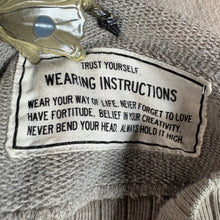 TRUST YOURSELF.
WEARING INSTRUCTIONS
WEAR YOUR WAY OF LIFE. NEVER FORGET TO LOVE
HAVE FORTITUDE. BELIEF IN YOUR CREATIVITY.
NEVER BEND YOUR HEAD. ALWAYS HOLD IT HIGH.